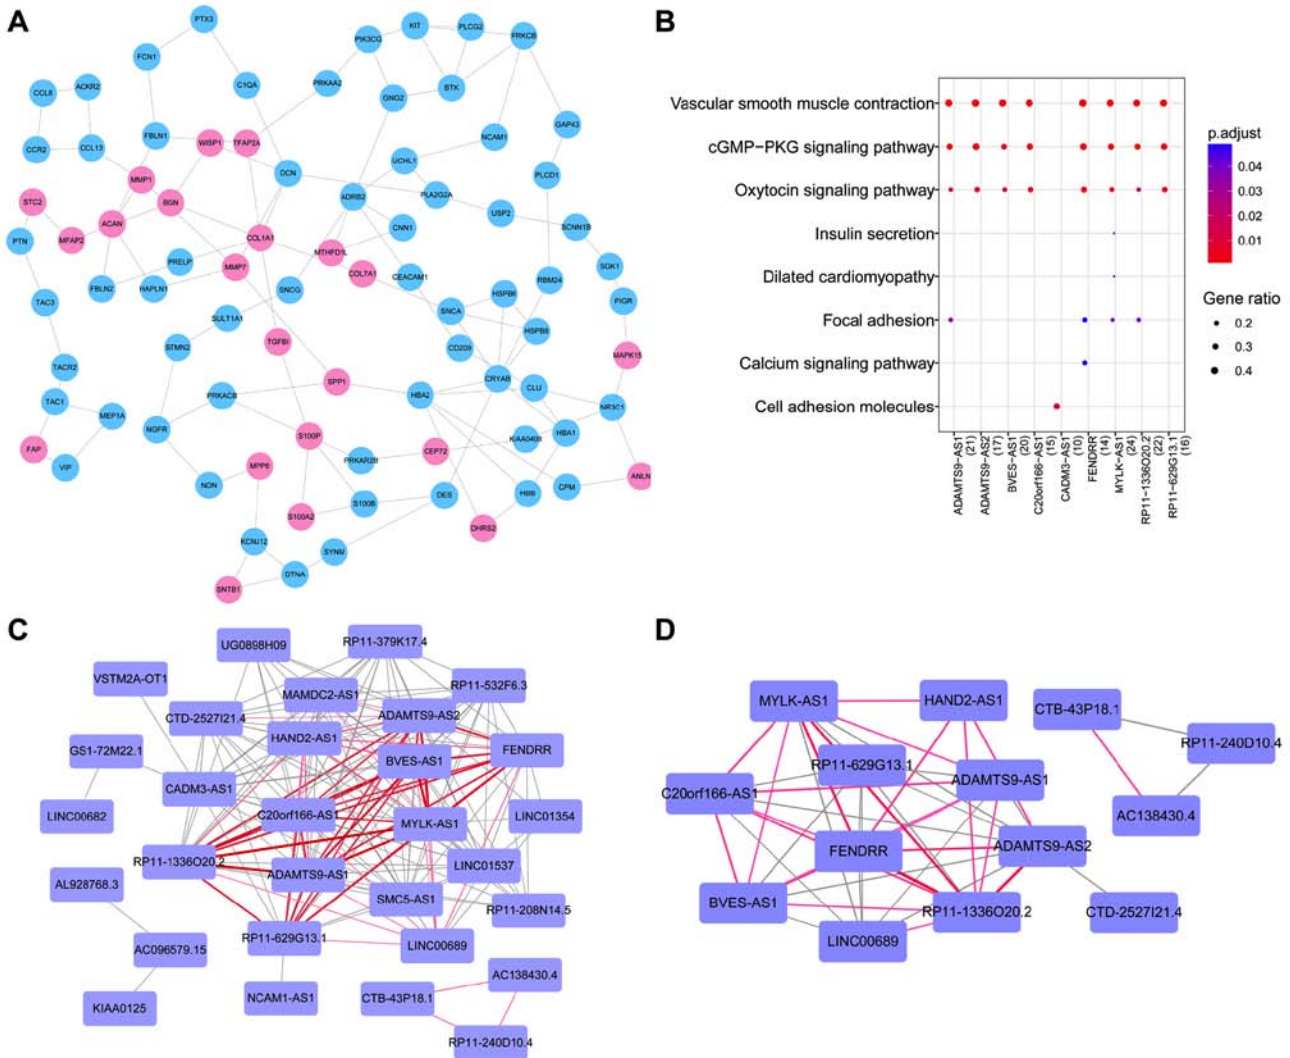 A
PTX3
KIT
PLCG2
PIK3CG
FRKCB
FCN1
PRKAA2
C1QA
BTK
GNG2
CCL8
ACKR2
GAP43
FBLN1
WISP1
TFAP2A
NCAM1
CCR2
CCL13
UCHL1
DCN
PLCD1
MMP1
ADRB2
PLA2G2A
STC2
BGN
USP2
ACAN
CNN1
SCNN1B
PTN
MFAP2
COL1A1
MTHFD1L
PRELP
MMP7
COL7A1
CEACAM1
SGK1
FBLN2
HAPLN1
SNCG
RBM24
HSPB6
TAC3
PIGR
SNCA
SULT1A1
HSPB8
TGFBI
STMN2
CD209
MAPK15
TACR2
SPP1
CRYAB
CLU
PRKACB
HBA2
TAC1
NR3C1
MEP1A
NGFR
S100P
KIAA0408
HBA1
FAP
CEP72
VIP
MPP6
PRKAR2B
NDN
ANLN
CPM
HBB
DES
S100B
S100A2
DHRS2
KCNJ12
SYNM
DTNA
SNTB1
B
Vascular smooth muscle contraction
cGMP−PKG signaling pathway
Oxytocin signaling pathway
Insulin secretion
Dilated cardiomyopathy
Focal adhesion
Calcium signaling pathway
Cell adhesion molecules
ADAMTS9−AS1
(21)
ADAMTS9−AS2
(17)
BVES−AS1
(20)
C20orf166−AS1
(15)
CADM3−AS1
(10)
FENDRR
(14)
MYLK−AS1
(24)
RP11−1336O20.2
(22)
RP11−629G13.1
(16)
p.adjust
0.04
0.03
0.02
0.01
Gene ratio
0.2
0.3
0.4
C
UG0898H09
RP11-379K17.4
VSTM2A-OT1
MAMDC2-AS1
RP11-532F6.3
CTD-2527I21.4
ADAMTS9-AS2
HAND2-AS1
GS1-72M22.1
FENDRR
BVES-AS1
CADM3-AS1
LINC00682
C20orf166-AS1
MYLK-AS1
LINC01354
RP11-1336O20.2
LINC01537
ADAMTS9-AS1
AL928768.3
SMC5-AS1
RP11-208N14.5
RP11-629G13.1
LINC00689
AC096579.15
AC138430.4
KIAA0125
NCAM1-AS1
CTB-43P18.1
RP11-240D10.4
D
MYLK-AS1
HAND2-AS1
CTB-43P18.1
RP11-240D10.4
RP11-629G13.1
ADAMTS9-AS1
C20orf166-AS1
AC138430.4
FENDRR
ADAMTS9-AS2
BVES-AS1
RP11-1336O20.2
CTD-2527I21.4
LINC00689